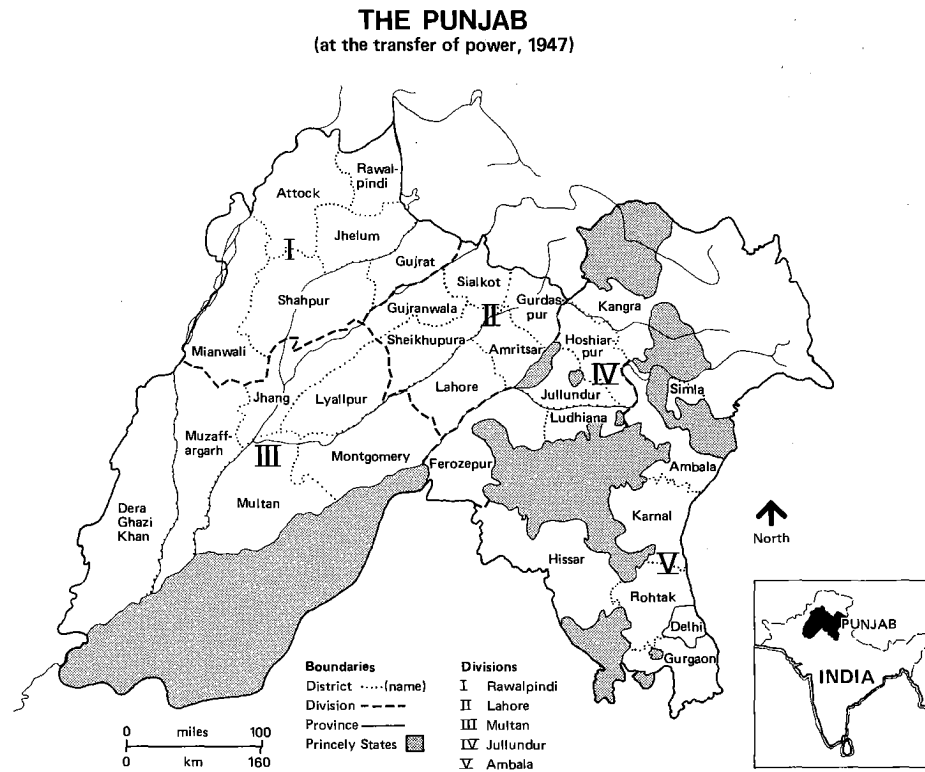 THE PUNJAB
(at the transfer of power, 1947)
Rawal-
pindi
Attock
Jhelum
I
Gujrat
Sialkot
Shahpur
Gujranwala
II
Gurdas-
pur
Kangra
Mianwali
Sheikhupura
Amritsar
Hoshiar-
pur
IV
Jhang
Lyallpur
Lahore
Jullundur
Simla
Ludhiana
Muzaff-
argarh
III
Montgomery
Ferozepur
Ambala
Multan
Dera
Ghazi
Khan
Karnal
North
Hissar
V
Rohtak
Delhi
Gurgaon
PUNJAB
INDIA
Boundaries
District ·····(name)
Division
Province
Princely States
Divisions
I Rawalpindi
II Lahore
III Multan
IV Jullundur
V Ambala
0 miles 100
0 km 160